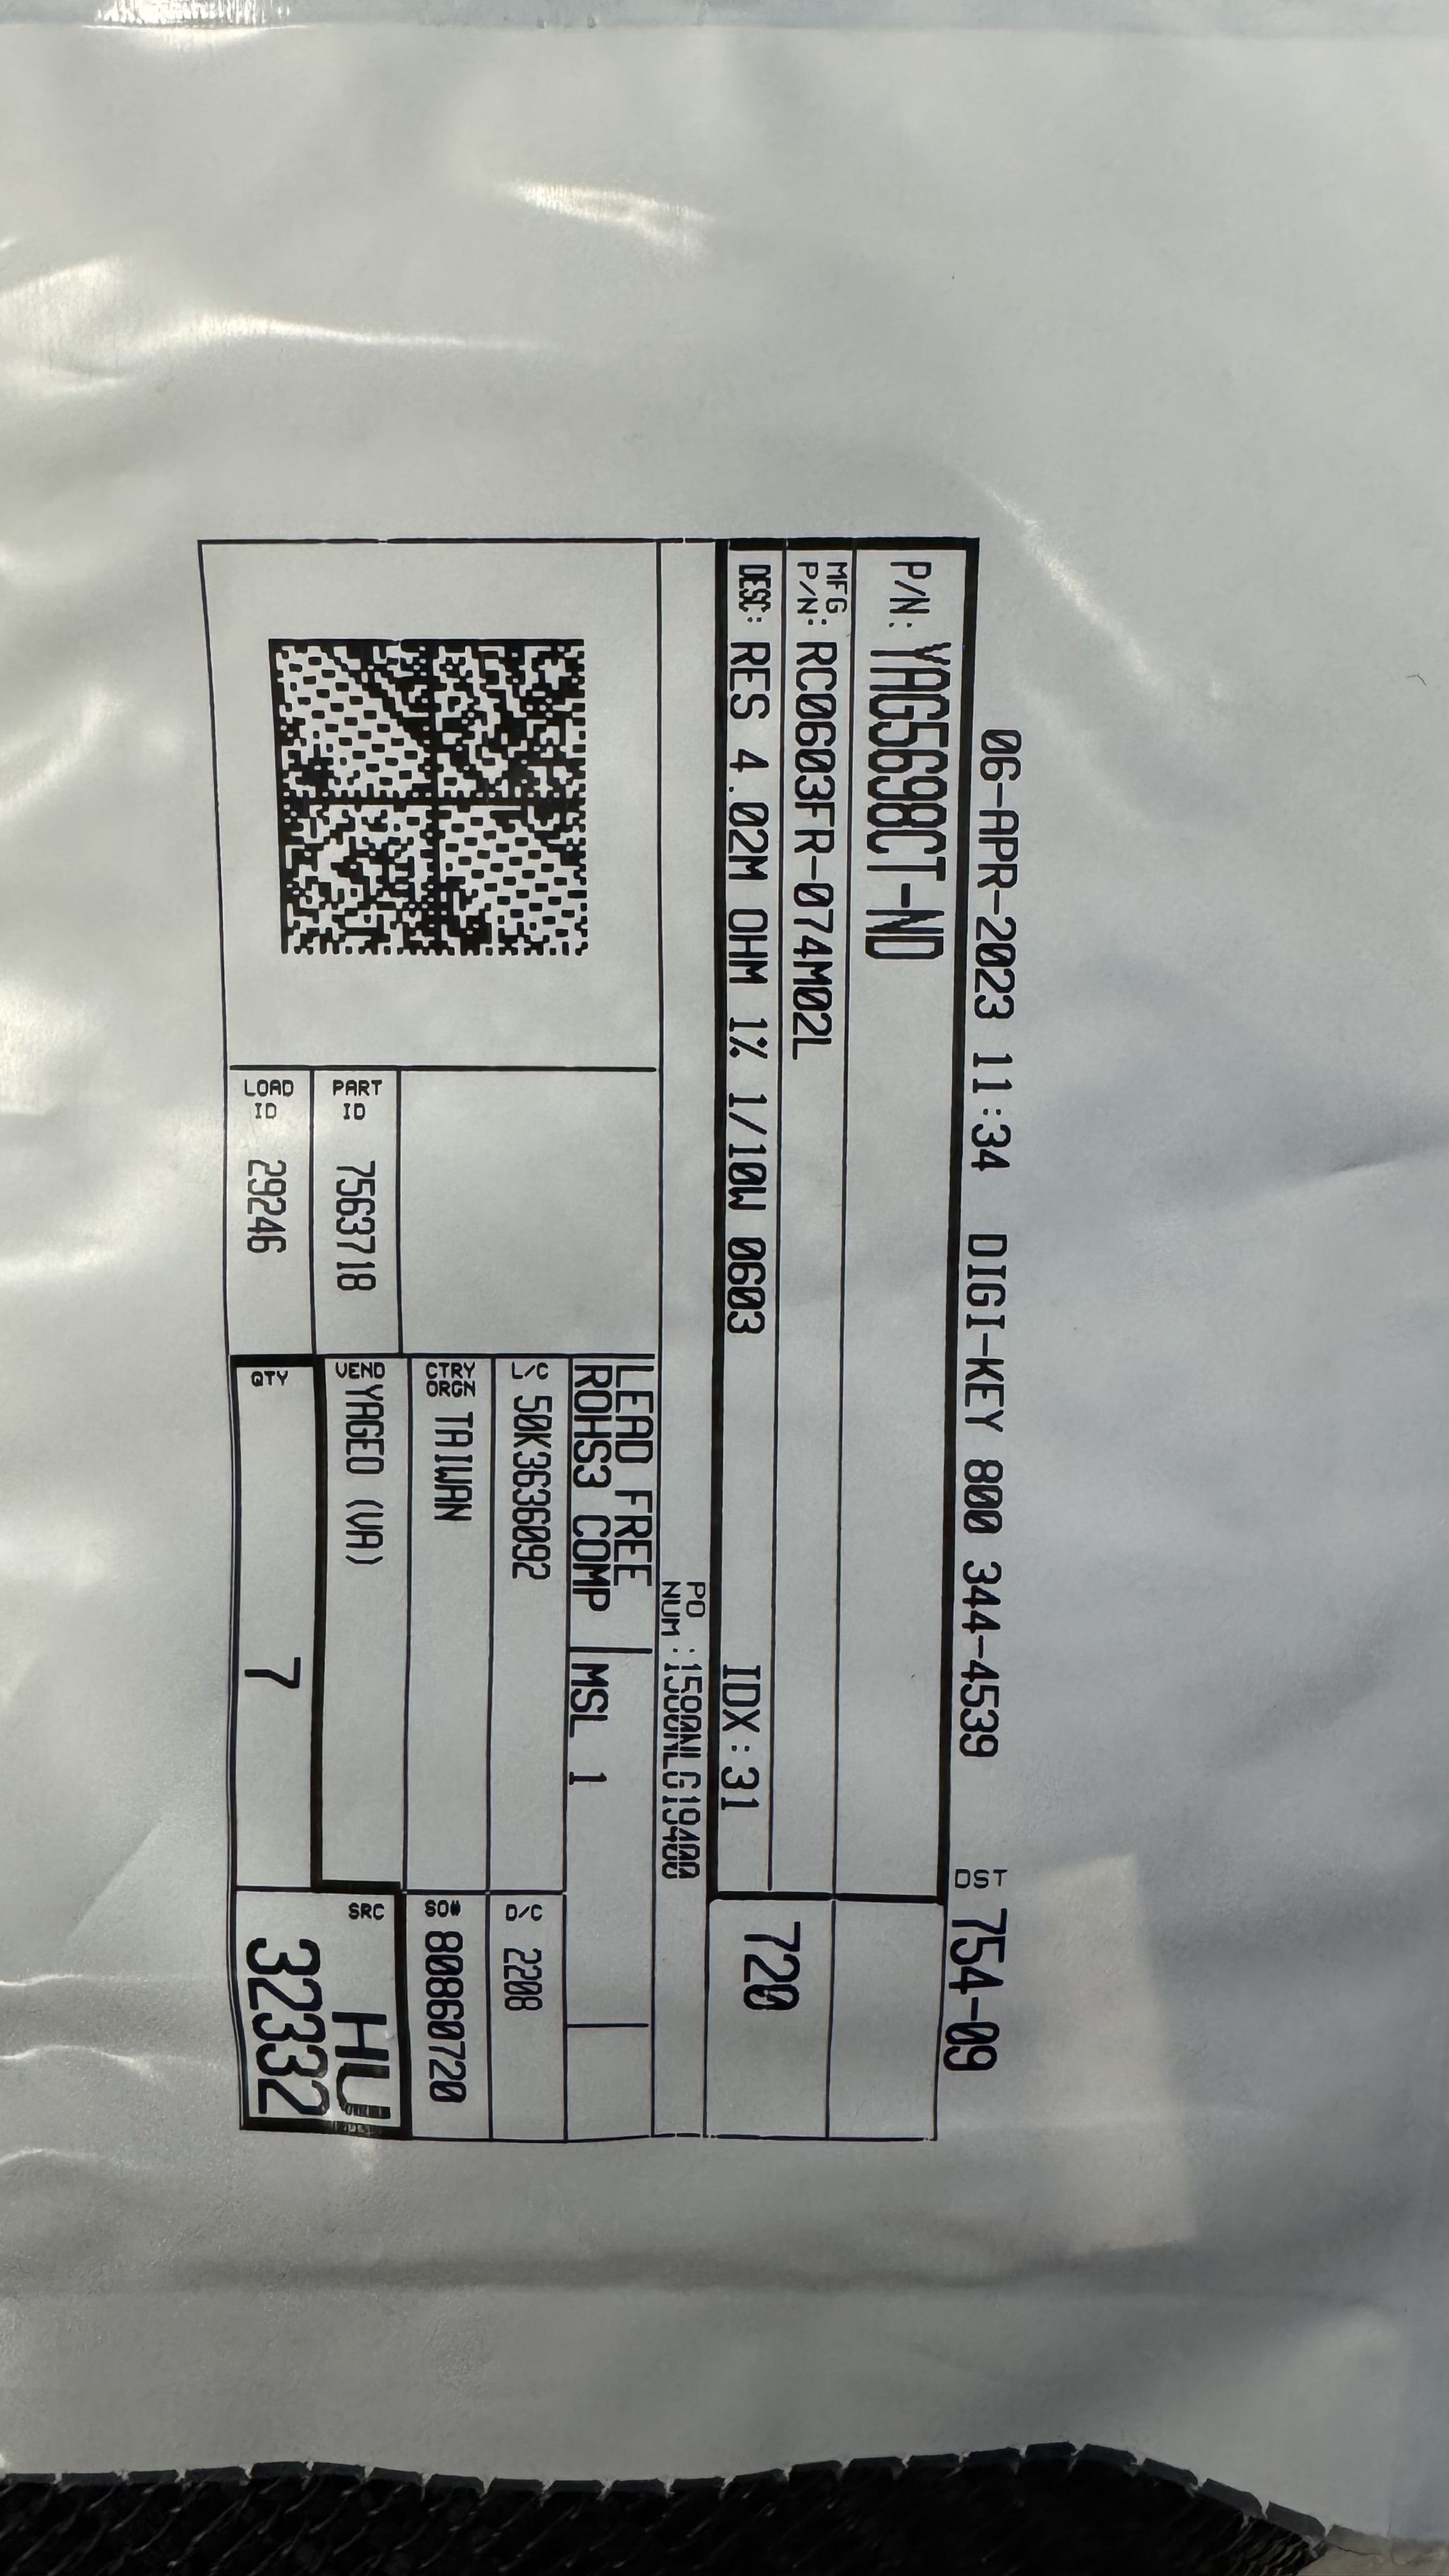 06-APR-2023 11:34 DIGI-KEY 800 344-4539 DST 754-09
P/N: YAG5698CT-ND
MFG P/N: RC0603FR-074M02L
DESC: RES 4.02M OHM 1% 1/10W 0603 IDX:31
720
PO NUM :
LEAD FREE
ROHS3 COMP MSL 1
L/C 50K3636092 D/C 2208
CTRY ORGN TAIWAN SO# 80860720
PART ID 7563718 VEND YAGEO (VA) SRC HU
LOAD ID 29246 QTY 7 32332